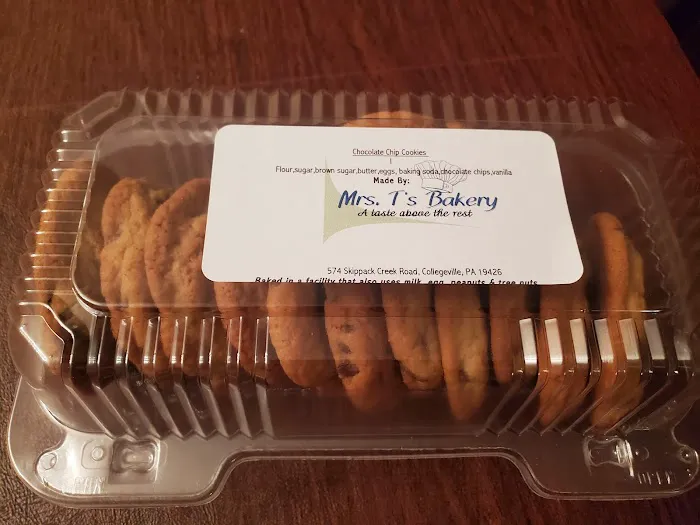 Chocolate Chip Cookies
Flour,sugar,brown sugar,butter,eggs, baking soda,chocolate chips,vanilla
Made By:
Mrs. T's Bakery
A taste above the rest
574 Skippack Creek Road, Collegeville, PA 19426
Baked in a facility that also uses milk, egg, peanuts & tree nuts